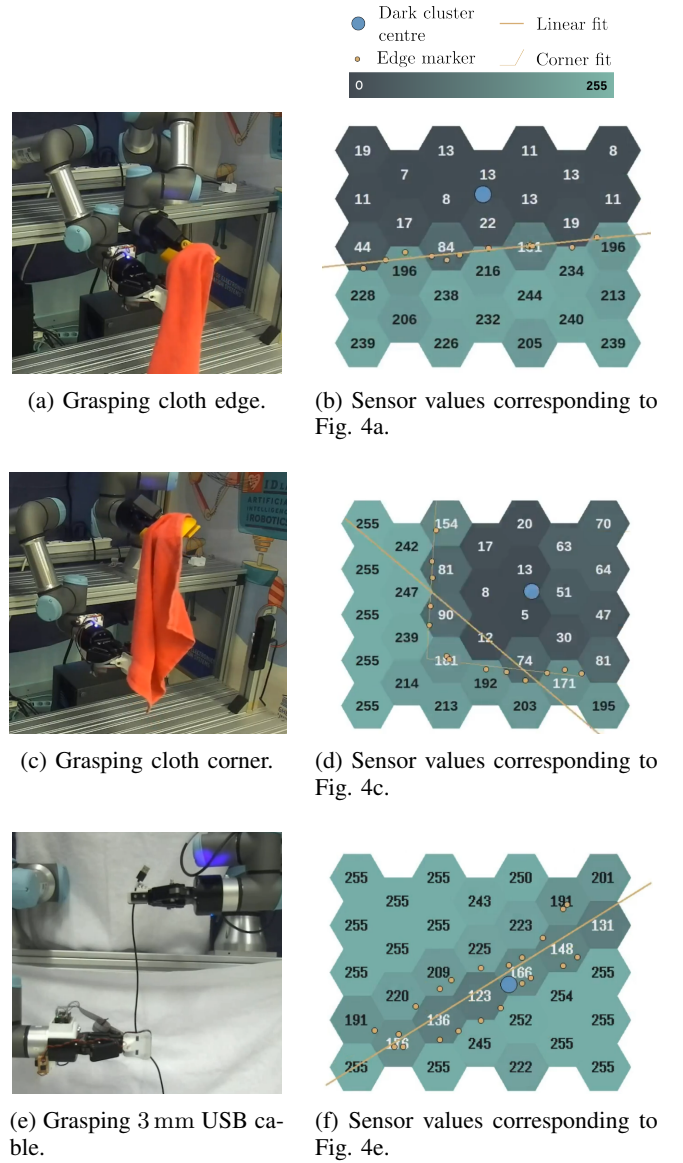 Dark cluster
centre
Linear fit
Edge marker
Corner fit
0
255
19 13 11 8
7 13 13
11 8 13 11
17 22 19
44 84 196
196 216 234
228 238 244 213
206 232 240
239 226 205 239
(a) Grasping cloth edge.
(b) Sensor values corresponding to
Fig. 4a.
IDL
ARTIFICIA
INTELLIGENC
ROBOTICS
255 154 20 70
242 17 63
255 81 13 64
247 8 51
255 90 5 47
239 12 30
255 181 74 81
214 192 171
255 213 203 195
(c) Grasping cloth corner.
(d) Sensor values corresponding to
Fig. 4c.
255 255 250 201
255 243 191
255 255 223 131
255 225 148
255 209 166 255
220 123 254
191 136 252 255
245 255
255 255 222 255
(e) Grasping 3 mm USB ca-
ble.
(f) Sensor values corresponding to
Fig. 4e.